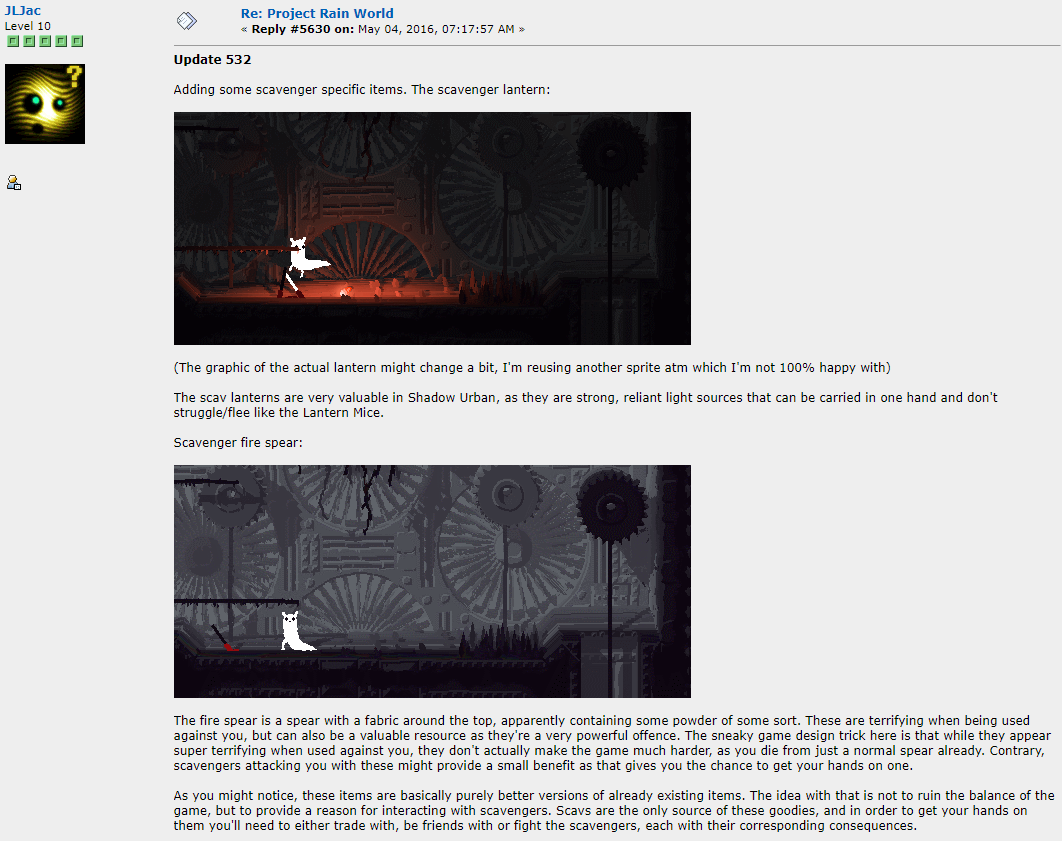 JLJac
Level 10
Re: Project Rain World
« Reply #5630 on: May 04, 2016, 07:17:57 AM »
Update 532
Adding some scavenger specific items. The scavenger lantern:
(The graphic of the actual lantern might change a bit, I'm reusing another sprite atm which I'm not 100% happy with)
The scav lanterns are very valuable in Shadow Urban, as they are strong, reliant light sources that can be carried in one hand and don't
struggle/flee like the Lantern Mice.
Scavenger fire spear:
The fire spear is a spear with a fabric around the top, apparently containing some powder of some sort. These are terrifying when being used
against you, but can also be a valuable resource as they're a very powerful offence. The sneaky game design trick here is that while they appear
super terrifying when used against you, they don't actually make the game much harder, as you die from just a normal spear already. Contrary,
scavengers attacking you with these might provide a small benefit as that gives you the chance to get your hands on one.
As you might notice, these items are basically purely better versions of already existing items. The idea with that is not to ruin the balance of the
game, but to provide a reason for interacting with scavengers. Scavs are the only source of these goodies, and in order to get your hands on
them you'll need to either trade with, be friends with or fight the scavengers, each with their corresponding consequences.